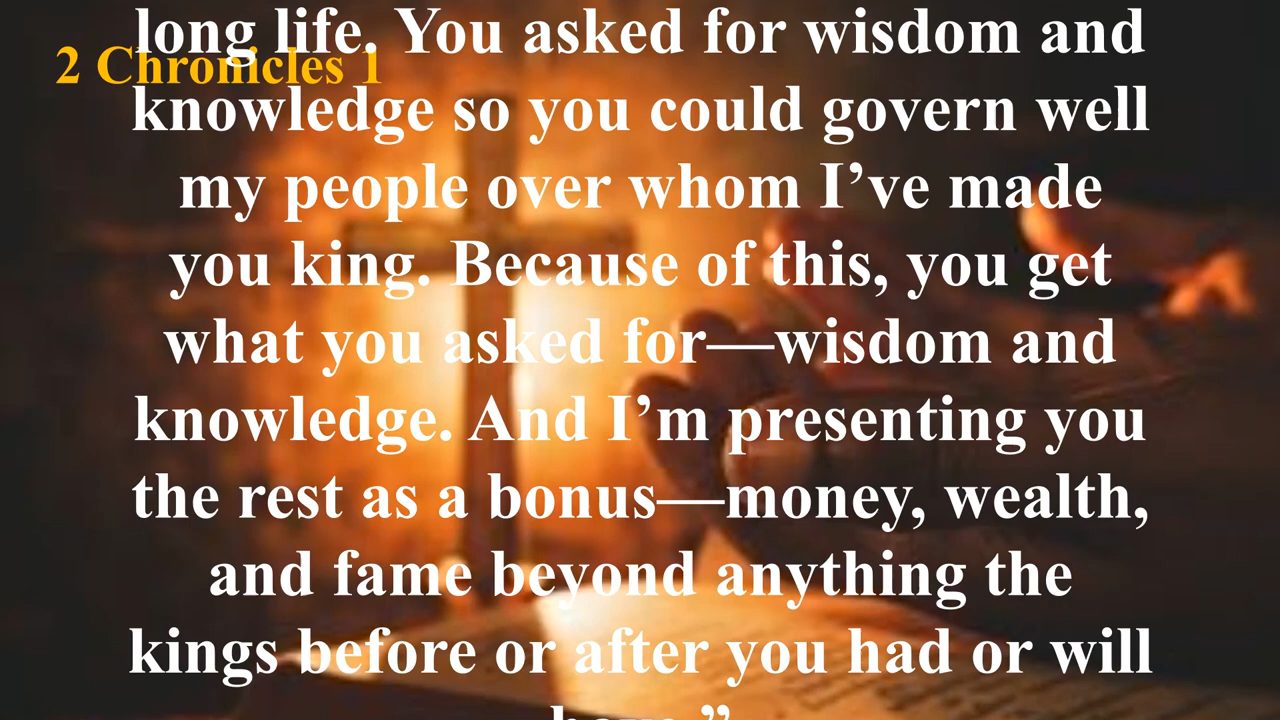 long life. You asked for wisdom and
2 Chronicles 1
knowledge so you could govern well
my people over whom I’ve made
you king. Because of this, you get
what you asked for—wisdom and
knowledge. And I’m presenting you
the rest as a bonus—money, wealth,
and fame beyond anything the
kings before or after you had or will
have.”